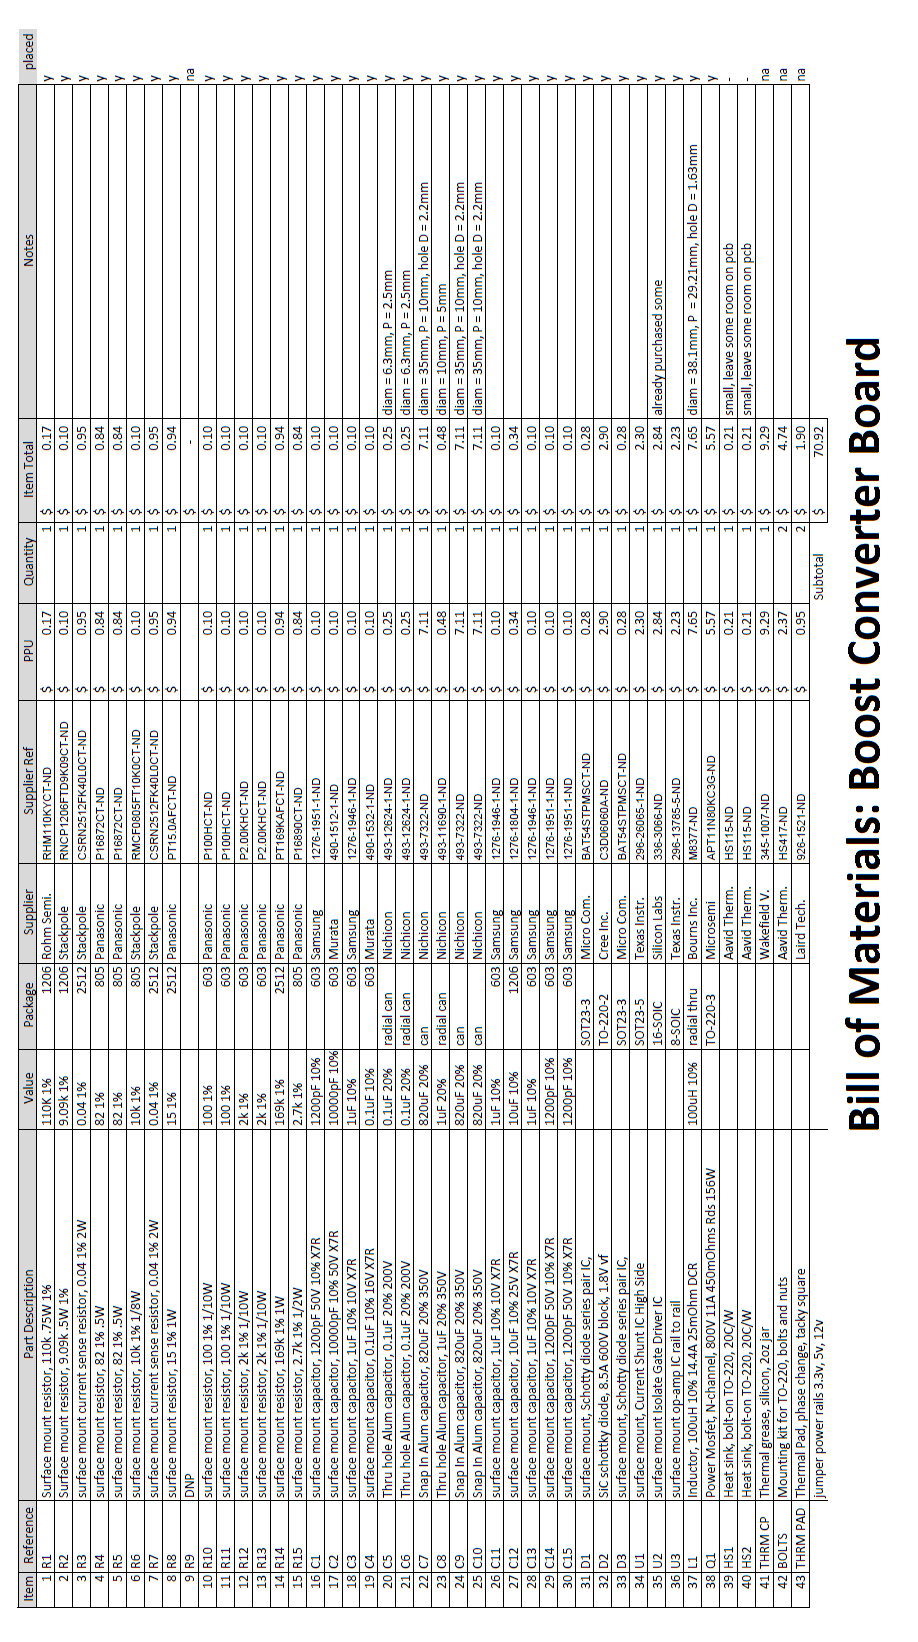 Item Reference Part Description Value Package Supplier Supplier Ref PPU Quantity Item Total Notes placed
1 R1 Surface mount resistor, 110k .75W 1% 110K 1% 1206 Rohm Semi. RHM110KYCT-ND $ 0.17 1 $ 0.17 y
2 R2 Surface mount resistor, 9.09k .5W 1% 9.09k 1% 1206 Stackpole RNCP1206FTD9K09CT-ND $ 0.10 1 $ 0.10 y
3 R3 surface mount current sense resistor, 0.04 1% 2W 0.04 1% 2512 Stackpole CSRN2512FK40L0CT-ND $ 0.95 1 $ 0.95 y
4 R4 surface mount resistor, 82 1% .5W 82 1% 805 Panasonic P16872CT-ND $ 0.84 1 $ 0.84 y
5 R5 surface mount resistor, 82 1% .5W 82 1% 805 Panasonic P16872CT-ND $ 0.84 1 $ 0.84 y
6 R6 surface mount resistor, 10k 1% 1/8W 10k 1% 805 Stackpole RMCF0805FT10K0CT-ND $ 0.10 1 $ 0.10 y
7 R7 surface mount current sense resistor, 0.04 1% 2W 0.04 1% 2512 Stackpole CSRN2512FK40L0CT-ND $ 0.95 1 $ 0.95 y
8 R8 surface mount resistor, 15 1% 1W 15 1% 2512 Panasonic PT15.0AFCT-ND $ 0.94 1 $ 0.94 y
9 R9 DNP $ - na
10 R10 surface mount resistor, 100 1% 1/10W 100 1% 603 Panasonic P100HCT-ND $ 0.10 1 $ 0.10 y
11 R11 surface mount resistor, 100 1% 1/10W 100 1% 603 Panasonic P100HCT-ND $ 0.10 1 $ 0.10 y
12 R12 surface mount resistor, 2k 1% 1/10W 2k 1% 603 Panasonic P2.00KHCT-ND $ 0.10 1 $ 0.10 y
13 R13 surface mount resistor, 2k 1% 1/10W 2k 1% 603 Panasonic P2.00KHCT-ND $ 0.10 1 $ 0.10 y
14 R14 surface mount resistor, 169k 1% 1W 169k 1% 2512 Panasonic PT169KAFCT-ND $ 0.94 1 $ 0.94 y
15 R15 surface mount resistor, 2.7k 1% 1/2W 2.7k 1% 805 Panasonic P16890CT-ND $ 0.84 1 $ 0.84 y
16 C1 surface mount capacitor, 1200pF 50V 10% X7R 1200pF 10% 603 Samsung 1276-1951-1-ND $ 0.10 1 $ 0.10 y
17 C2 surface mount capacitor, 10000pF 10% 50V X7R 10000pF 10% 603 Murata 490-1512-1-ND $ 0.10 1 $ 0.10 y
18 C3 surface mount capacitor, 1uF 10% 10V X7R 1uF 10% 603 Samsung 1276-1946-1-ND $ 0.10 1 $ 0.10 y
19 C4 surface mount capacitor, 0.1uF 10% 16V X7R 0.1uF 10% 603 Murata 490-1532-1-ND $ 0.10 1 $ 0.10 y
20 C5 Thru hole Alum capacitor, 0.1uF 20% 200V 0.1uF 20% radial can Nichicon 493-12624-1-ND $ 0.25 1 $ 0.25 diam = 6.3mm, P = 2.5mm y
21 C6 Thru hole Alum capacitor, 0.1uF 20% 200V 0.1uF 20% radial can Nichicon 493-12624-1-ND $ 0.25 1 $ 0.25 diam = 6.3mm, P = 2.5mm y
22 C7 Snap In Alum capacitor, 820uF 20% 350V 820uF 20% can Nichicon 493-7322-ND $ 7.11 1 $ 7.11 diam = 35mm, P = 10mm, hole D = 2.2mm y
23 C8 Thru hole Alum capacitor, 1uF 20% 350V 1uF 20% radial can Nichicon 493-11690-1-ND $ 0.48 1 $ 0.48 diam = 10mm, P = 5mm y
24 C9 Snap In Alum capacitor, 820uF 20% 350V 820uF 20% can Nichicon 493-7322-ND $ 7.11 1 $ 7.11 diam = 35mm, P = 10mm, hole D = 2.2mm y
25 C10 Snap In Alum capacitor, 820uF 20% 350V 820uF 20% can Nichicon 493-7322-ND $ 7.11 1 $ 7.11 diam = 35mm, P = 10mm, hole D = 2.2mm y
26 C11 surface mount capacitor, 1uF 10% 10V X7R 1uF 10% 603 Samsung 1276-1946-1-ND $ 0.10 1 $ 0.10 y
27 C12 surface mount capacitor, 10uF 10% 25V X7R 10uF 10% 1206 Samsung 1276-1804-1-ND $ 0.34 1 $ 0.34 y
28 C13 surface mount capacitor, 1uF 10% 10V X7R 1uF 10% 603 Samsung 1276-1946-1-ND $ 0.10 1 $ 0.10 y
29 C14 surface mount capacitor, 1200pF 50V 10% X7R 1200pF 10% 603 Samsung 1276-1951-1-ND $ 0.10 1 $ 0.10 y
30 C15 surface mount capacitor, 1200pF 50V 10% X7R 1200pF 10% 603 Samsung 1276-1951-1-ND $ 0.10 1 $ 0.10 y
31 D1 surface mount, Schotty diode series pair IC, SOT23-3 Micro Com. BAT54STPMSCT-ND $ 0.28 1 $ 0.28 y
32 D2 SiC schottky diode, 8.5A 600V block, 1.8V vf TO-220-2 Cree Inc. C3D06060A-ND $ 2.90 1 $ 2.90 y
33 D3 surface mount, Schotty diode series pair IC, SOT23-3 Micro Com. BAT54STPMSCT-ND $ 0.28 1 $ 0.28 y
34 U1 surface mount, Current Shunt IC High Side SOT23-5 Texas Instr. 296-26065-1-ND $ 2.30 1 $ 2.30 y
35 U2 surface mount Isolate Gate Driver IC 16-SOIC Silicon Labs 336-3066-ND $ 2.84 1 $ 2.84 already purchased some y
36 U3 surface mount op-amp IC rail to rail 8-SOIC Texas Instr. 296-13785-5-ND $ 2.23 1 $ 2.23 y
37 L1 Inductor, 100uH 10% 14.4A 25mOhm DCR 100uH 10% radial thru Bourns Inc. M8377-ND $ 7.65 1 $ 7.65 diam = 38.1mm, P = 29.21mm, hole D = 1.63mm y
38 Q1 Power Mosfet, N-channel, 800V 11A 450mOhms Rds 156W TO-220-3 Microsemi APT11N80KC3G-ND $ 5.57 1 $ 5.57 y
39 HS1 Heat sink, bolt-on TO-220, 20C/W Aavid Therm. HS115-ND $ 0.21 1 $ 0.21 small, leave some room on pcb -
40 HS2 Heat sink, bolt-on TO-220, 20C/W Aavid Therm. HS115-ND $ 0.21 1 $ 0.21 small, leave some room on pcb -
41 THRM CP Thermal grease, silicon, 2oz jar Wakefield V. 345-1007-ND $ 9.29 1 $ 9.29 na
42 BOLTS Mounting kit for TO-220, bolts and nuts Aavid Therm. HS417-ND $ 2.37 2 $ 4.74 na
43 THRM PAD Thermal Pad, phase change, tacky square Laird Tech. 926-1521-ND $ 0.95 2 $ 1.90 na
jumper power rails 3.3v, 5v, 12v Subtotal $ 70.92
Bill of Materials: Boost Converter Board